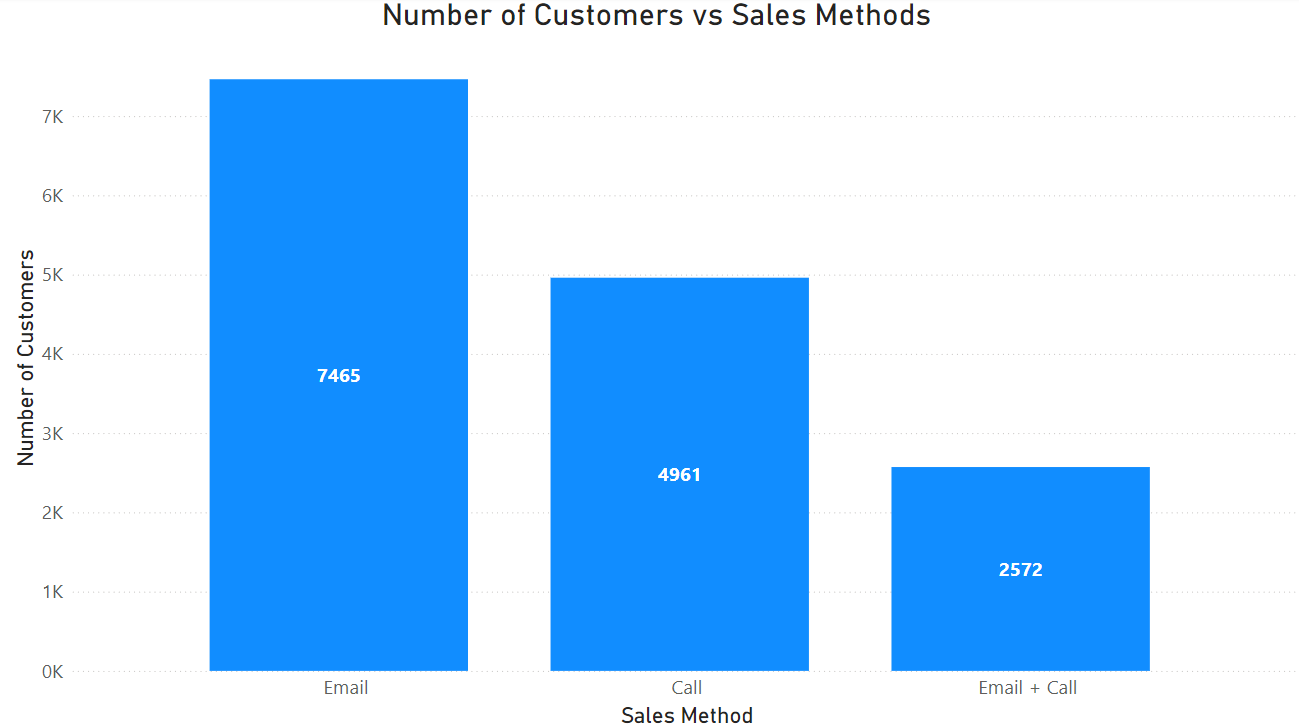 Number of Customers vs Sales Methods
Number of Customers
7K
6K
5K
4K
3K
2K
1K
0K
7465
4961
2572
Email
Call
Email + Call
Sales Method